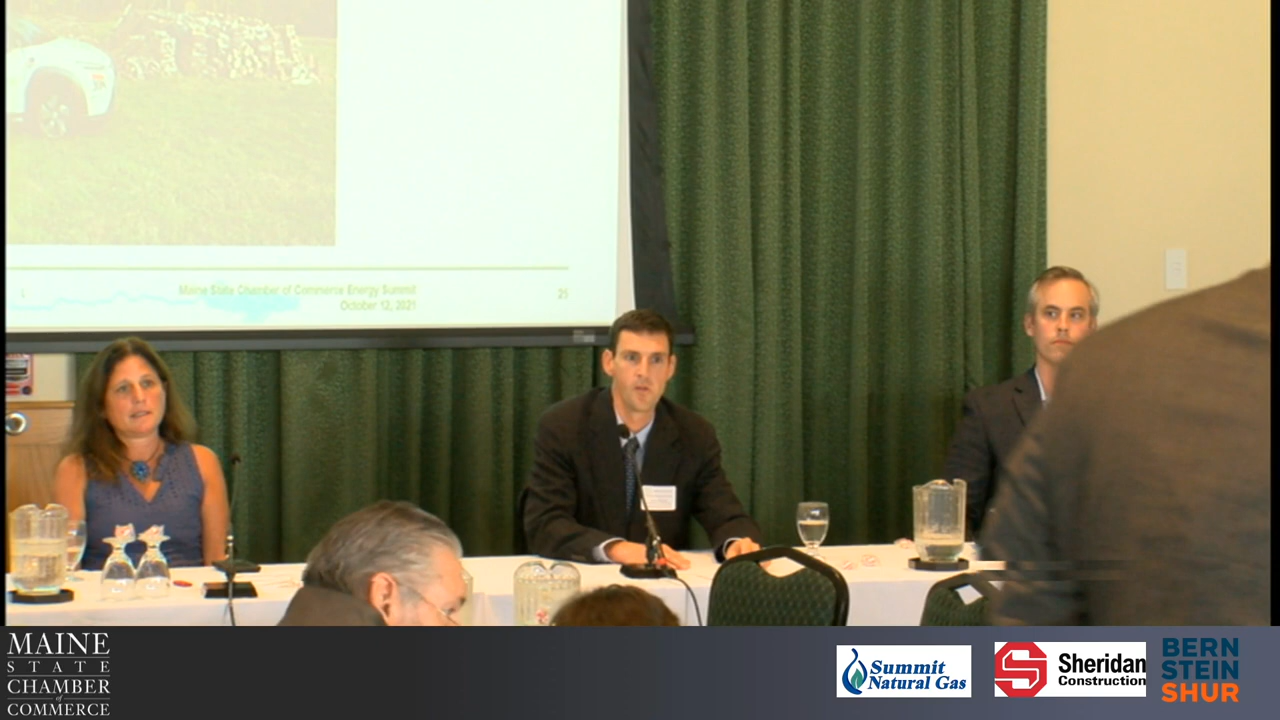 Maine State Chamber of Commerce Energy Summit
October 12, 2021
21
MAINE
STATE
CHAMBER
of
COMMERCE
Summit
Natural Gas
Sheridan
Construction
BERN
STEIN
SHUR